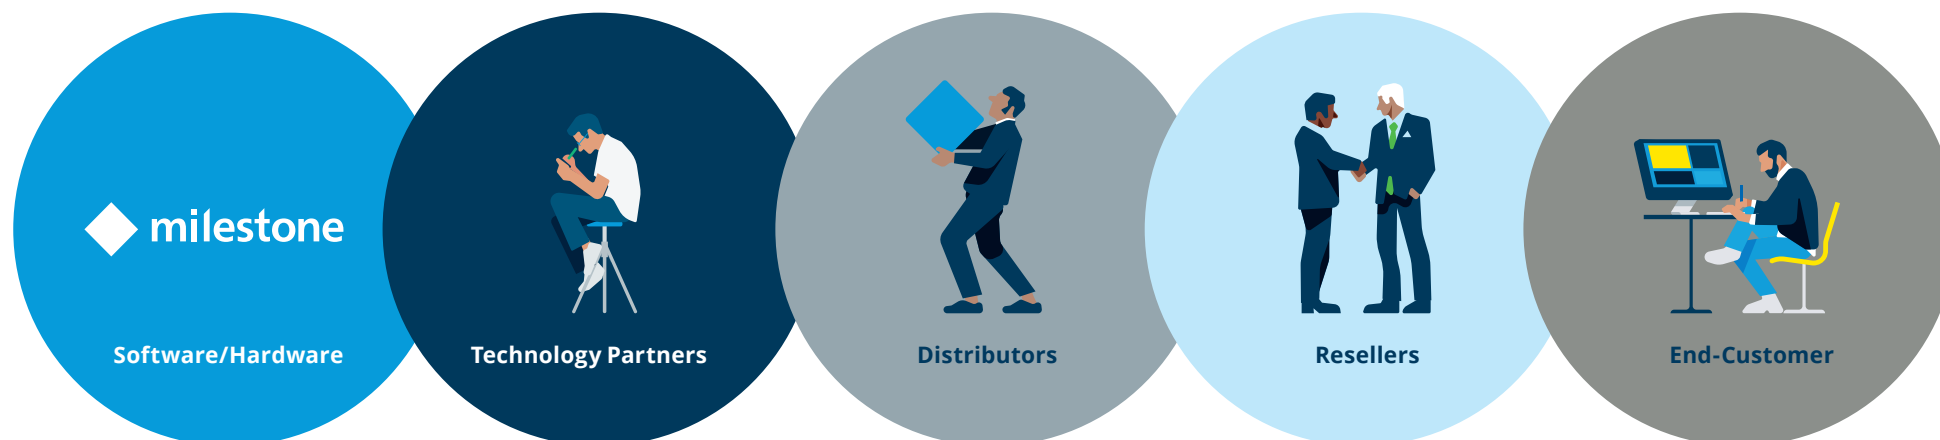 milestone
Software/Hardware
Technology Partners
Distributors
Resellers
End-Customer